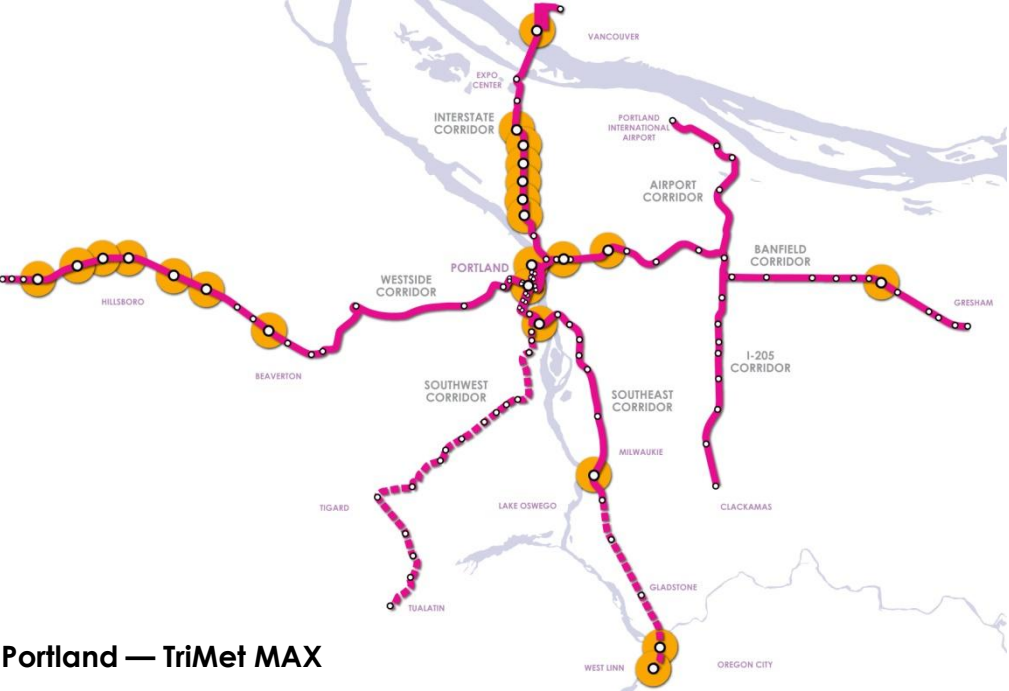 VANCOUVER
EXPO
CENTER
INTERSTATE
CORRIDOR
PORTLAND
INTERNATIONAL
AIRPORT
AIRPORT
CORRIDOR
BANFIELD
CORRIDOR
PORTLAND
WESTSIDE
CORRIDOR
HILLSBORO
GRESHAM
BEAVERTON
I-205
CORRIDOR
SOUTHWEST
CORRIDOR
SOUTHEAST
CORRIDOR
MILWAUKIE
TIGARD
LAKE OSWEGO
CLACKAMAS
GLADSTONE
TUALATIN
Portland — TriMet MAX
WEST LINN
OREGON CITY